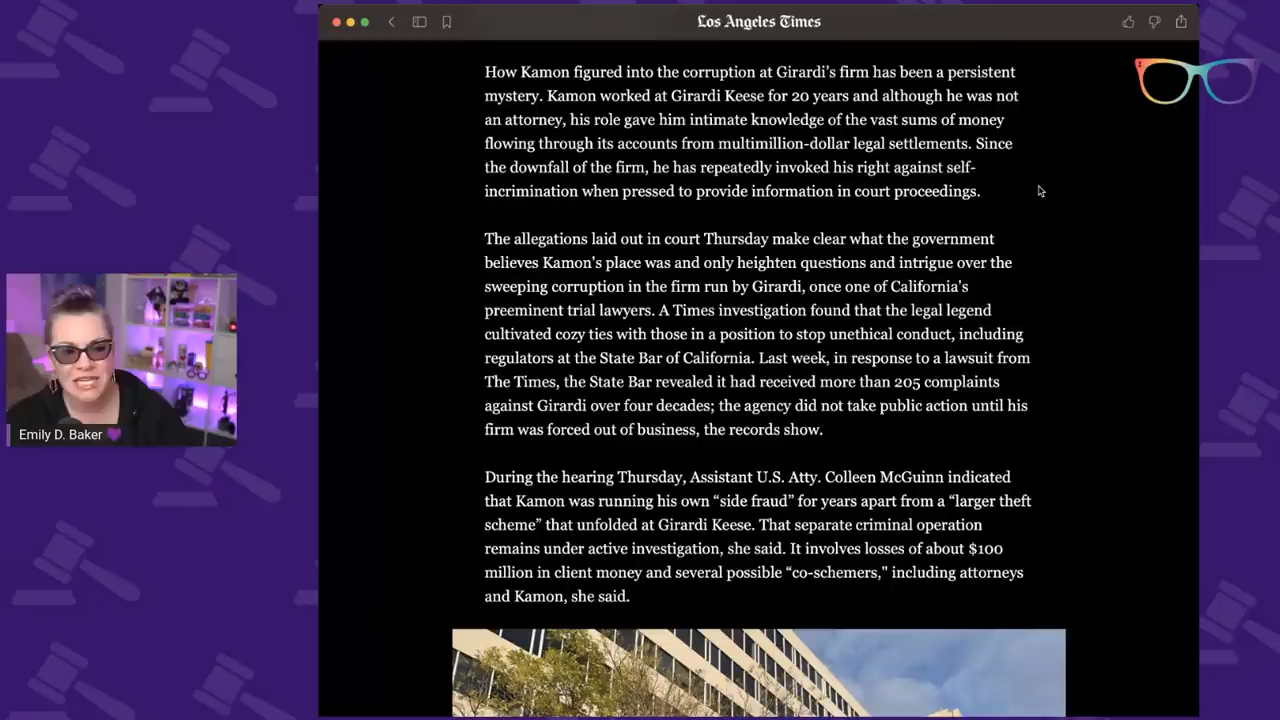 Los Angeles Times
How Kamon figured into the corruption at Girardi's firm has been a persistent
mystery. Kamon worked at Girardi Keese for 20 years and although he was not
an attorney, his role gave him intimate knowledge of the vast sums of money
flowing through its accounts from multimillion-dollar legal settlements. Since
the downfall of the firm, he has repeatedly invoked his right against self-
incrimination when pressed to provide information in court proceedings.
The allegations laid out in court Thursday make clear what the government
believes Kamon's place was and only heighten questions and intrigue over the
sweeping corruption in the firm run by Girardi, once one of California's
preeminent trial lawyers. A Times investigation found that the legal legend
cultivated cozy ties with those in a position to stop unethical conduct, including
regulators at the State Bar of California. Last week, in response to a lawsuit from
The Times, the State Bar revealed it had received more than 205 complaints
against Girardi over four decades; the agency did not take public action until his
firm was forced out of business, the records show.
During the hearing Thursday, Assistant U.S. Atty. Colleen McGuinn indicated
that Kamon was running his own “side fraud” for years apart from a “larger theft
scheme” that unfolded at Girardi Keese. That separate criminal operation
remains under active investigation, she said. It involves losses of about $100
million in client money and several possible “co-schemers," including attorneys
and Kamon, she said.
Emily D. Baker 💜